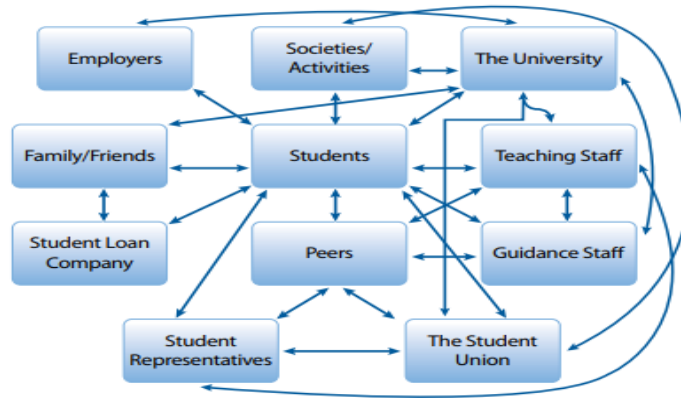 Employers
Societies/
Activities
The University
Family/Friends
Students
Teaching Staff
Student Loan
Company
Peers
Guidance Staff
Student
Representatives
The Student
Union